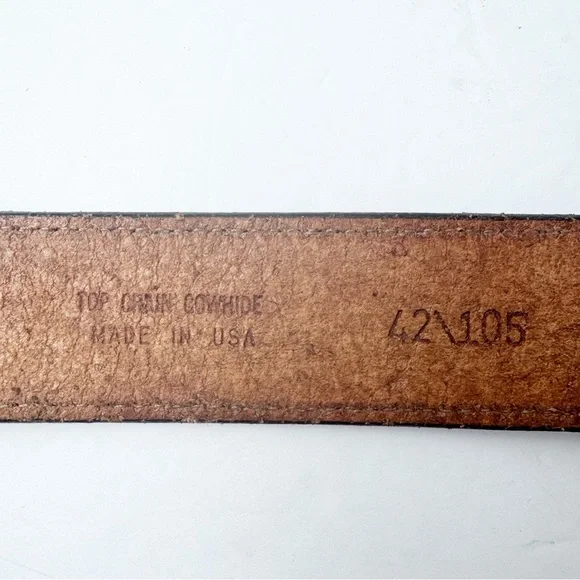 TOP GRAIN COWHIDE
MADE IN USA
42\105